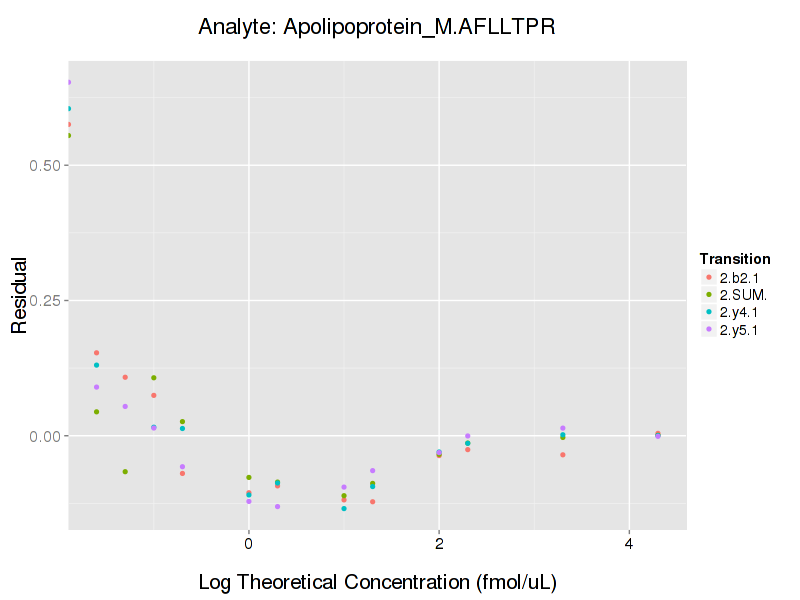 Analyte: Apolipoprotein_M.AFLLTPR
Residual
0.50
0.25
0.00
0 2 4
Log Theoretical Concentration (fmol/uL)
Transition
2.b2.1
2.SUM.
2.y4.1
2.y5.1